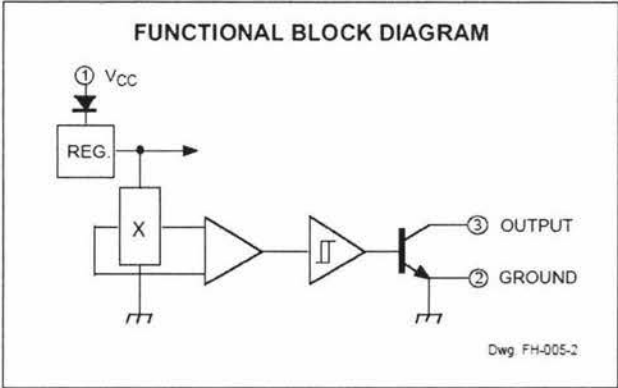 FUNCTIONAL BLOCK DIAGRAM
1 VCC
REG.
X
3 OUTPUT
2 GROUND
Dwg. FH-005-2